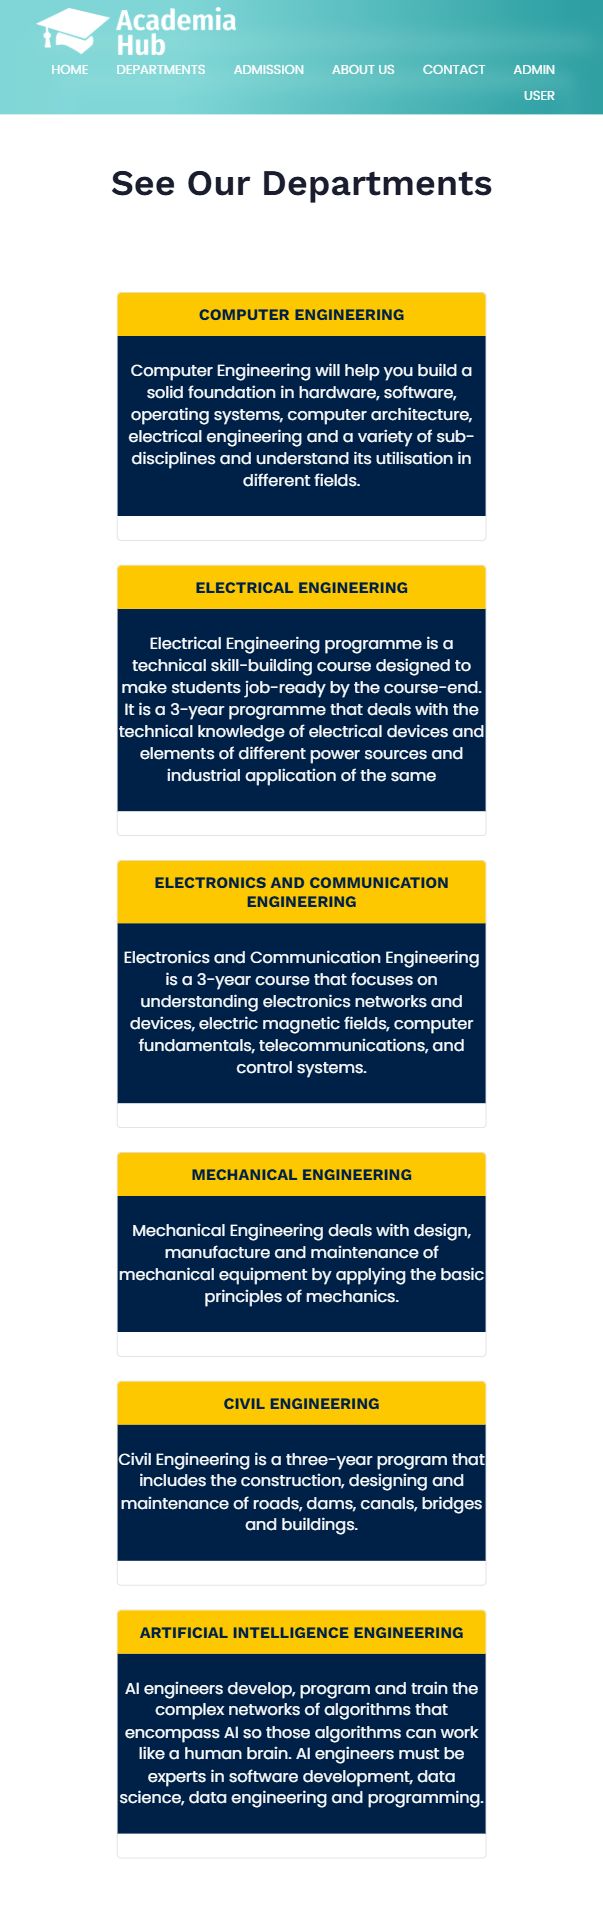 Academia
Hub
HOME DEPARTMENTS ADMISSION ABOUT US CONTACT ADMIN
USER
See Our Departments
COMPUTER ENGINEERING
Computer Engineering will help you build a
solid foundation in hardware, software,
operating systems, computer architecture,
electrical engineering and a variety of sub-
disciplines and understand its utilisation in
different fields.
ELECTRICAL ENGINEERING
Electrical Engineering programme is a
technical skill-building course designed to
make students job-ready by the course-end.
It is a 3-year programme that deals with the
technical knowledge of electrical devices and
elements of different power sources and
industrial application of the same
ELECTRONICS AND COMMUNICATION
ENGINEERING
Electronics and Communication Engineering
is a 3-year course that focuses on
understanding electronics networks and
devices, electric magnetic fields, computer
fundamentals, telecommunications, and
control systems.
MECHANICAL ENGINEERING
Mechanical Engineering deals with design,
manufacture and maintenance of
mechanical equipment by applying the basic
principles of mechanics.
CIVIL ENGINEERING
Civil Engineering is a three-year program that
includes the construction, designing and
maintenance of roads, dams, canals, bridges
and buildings.
ARTIFICIAL INTELLIGENCE ENGINEERING
AI engineers develop, program and train the
complex networks of algorithms that
encompass AI so those algorithms can work
like a human brain. AI engineers must be
experts in software development, data
science, data engineering and programming.